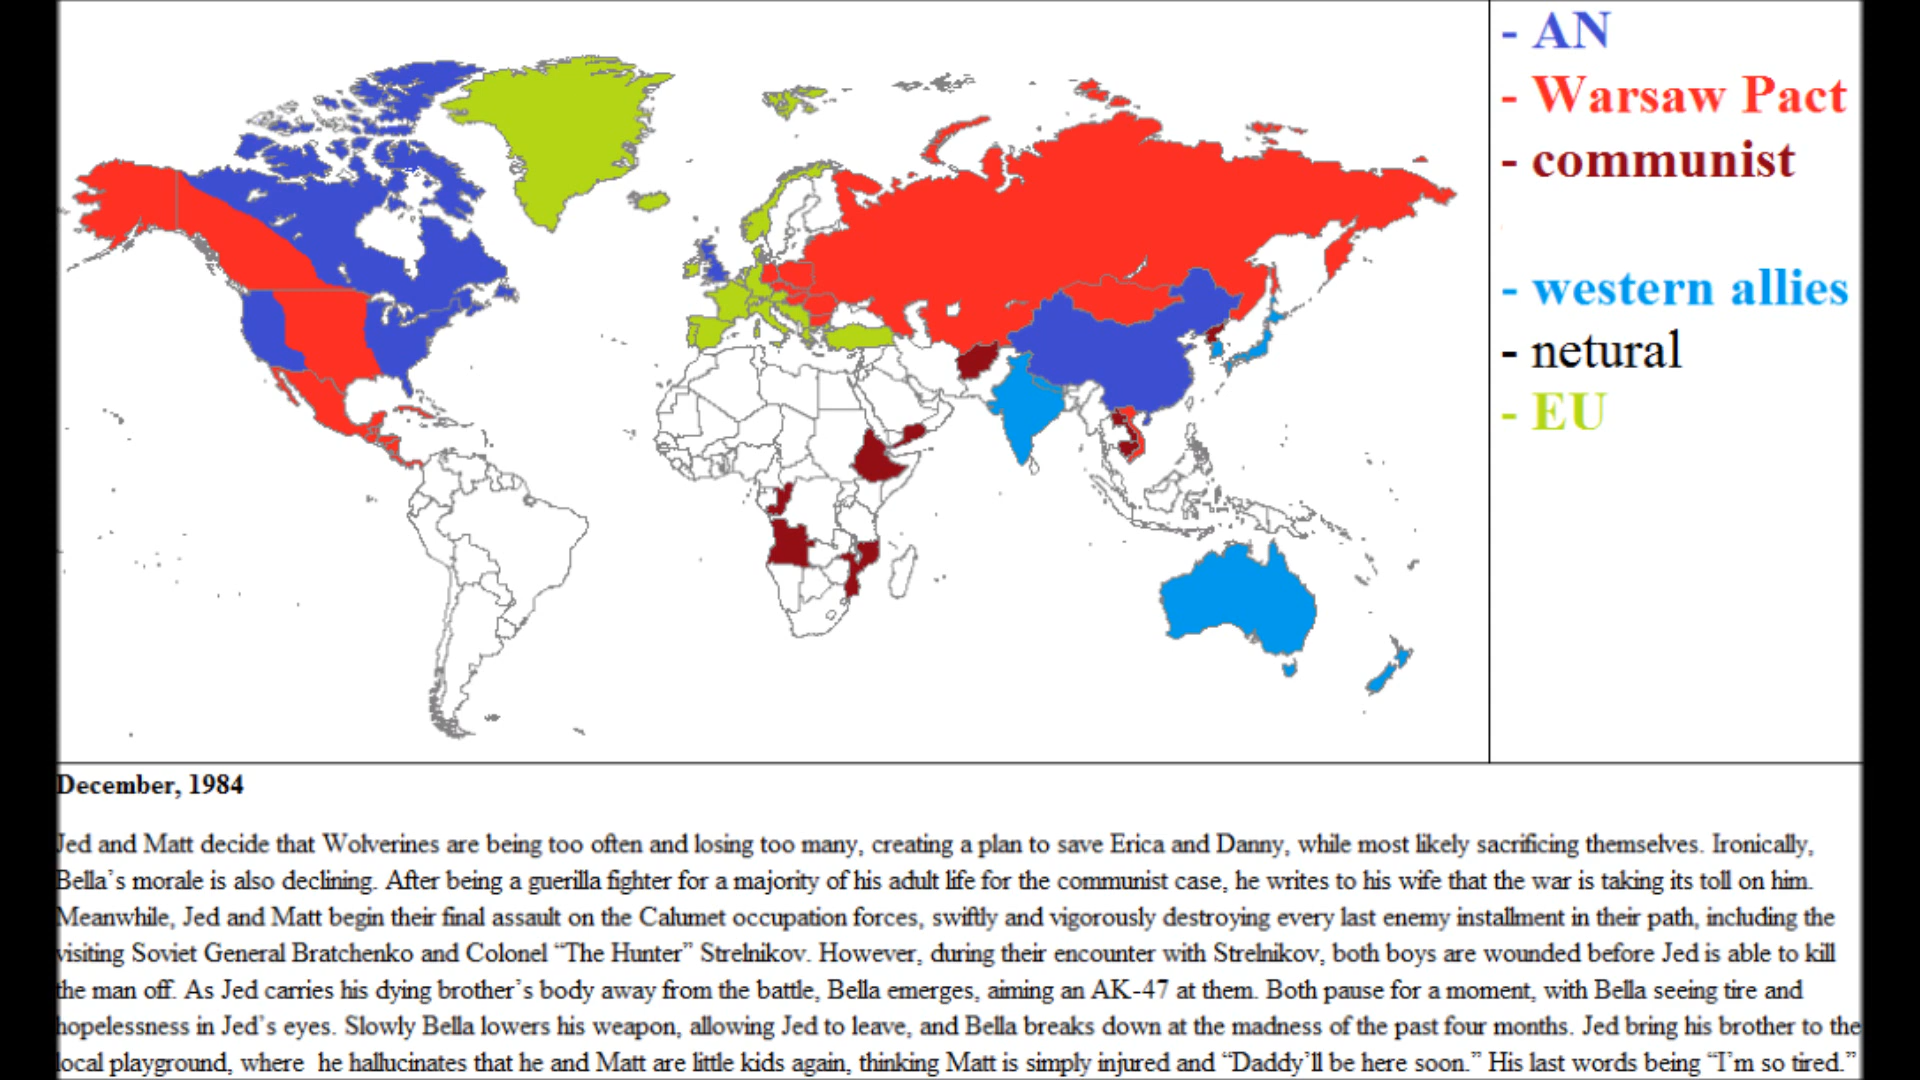 - AN
- Warsaw Pact
- communist
- western allies
- netural
- EU
December, 1984
Jed and Matt decide that Wolverines are being too often and losing too many, creating a plan to save Erica and Danny, while most likely sacrificing themselves. Ironically,
Bella’s morale is also declining. After being a guerilla fighter for a majority of his adult life for the communist case, he writes to his wife that the war is taking its toll on him.
Meanwhile, Jed and Matt begin their final assault on the Calumet occupation forces, swiftly and vigorously destroying every last enemy installment in their path, including the
visiting Soviet General Bratchenko and Colonel “The Hunter” Strelnikov. However, during their encounter with Strelnikov, both boys are wounded before Jed is able to kill
the man off. As Jed carries his dying brother’s body away from the battle, Bella emerges, aiming an AK-47 at them. Both pause for a moment, with Bella seeing tire and
hopelessness in Jed’s eyes. Slowly Bella lowers his weapon, allowing Jed to leave, and Bella breaks down at the madness of the past four months. Jed bring his brother to the
local playground, where he hallucinates that he and Matt are little kids again, thinking Matt is simply injured and “Daddy’ll be here soon.” His last words being “I’m so tired.”